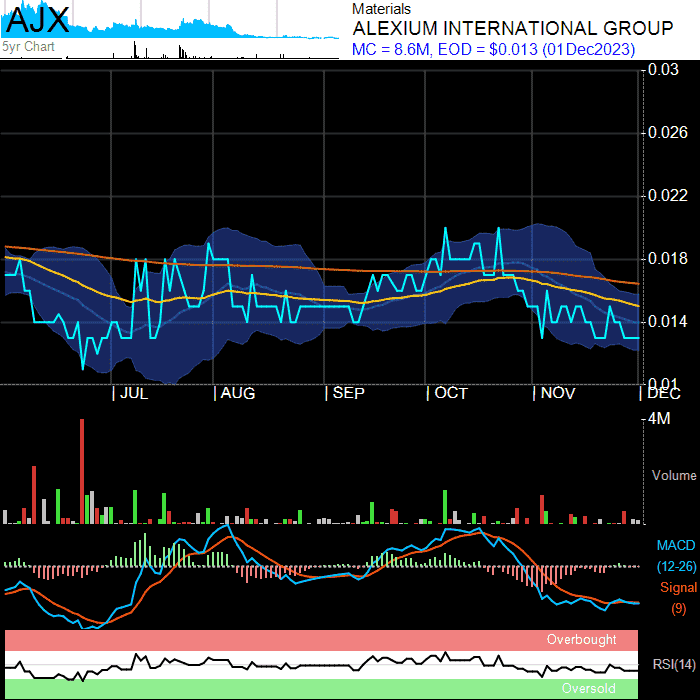 AJX
5yr Chart
Materials
ALEXIUM INTERNATIONAL GROUP
MC = 8.6M, EOD = $0.013 (01Dec2023)
0.03
0.026
0.022
0.018
0.014
0.01
JUL AUG SEP OCT NOV DEC
4M
Volume
MACD
(12-26)
Signal
(9)
Overbought
RSI(14)
Oversold